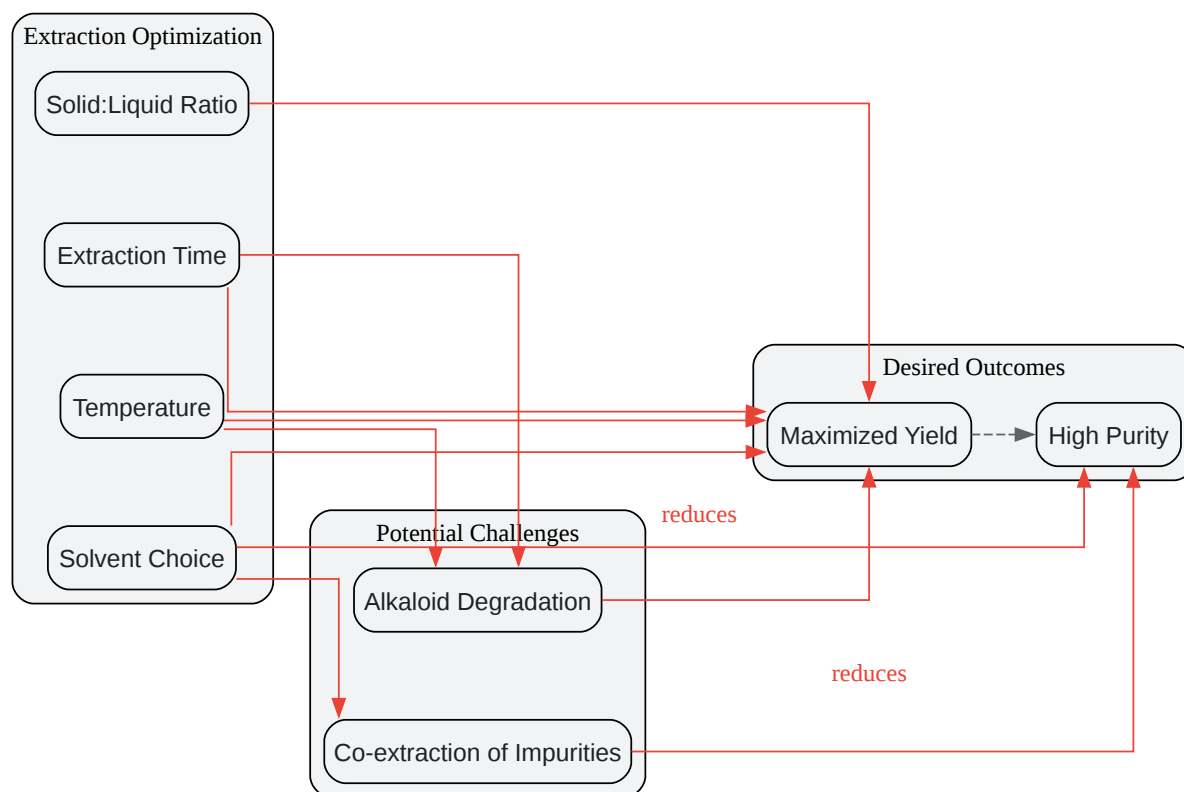 Extraction Optimization
Solid:Liquid Ratio
Extraction Time
Temperature
Solvent Choice
Desired Outcomes
Maximized Yield
High Purity
reduces
Potential Challenges
Alkaloid Degradation
reduces
Co-extraction of Impurities